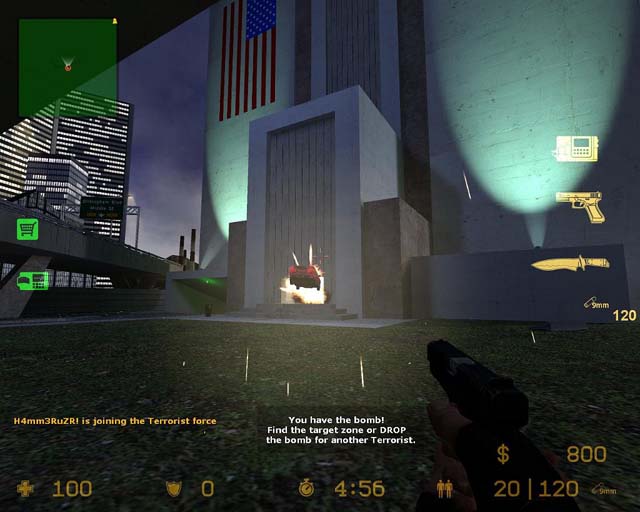 9mm
120
H4mm3RuZR! is joining the Terrorist force
You have the bomb!
Find the target zone or DROP
the bomb for another Terrorist.
$ 800
100
0
4:56
20|120
9mm